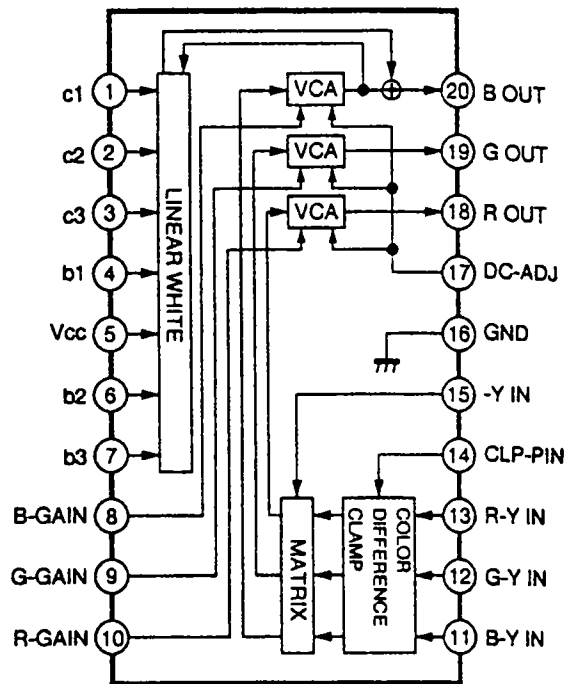 c1 1
c2 2
c3 3
b1 4
Vcc 5
b2 6
b3 7
B-GAIN 8
G-GAIN 9
R-GAIN 10
LINEAR WHITE
VCA
VCA
VCA
MATRIX
COLOR
DIFFERENCE
CLAMP
20 B OUT
19 G OUT
18 R OUT
17 DC-ADJ
16 GND
15 -Y IN
14 CLP-PIN
13 R-Y IN
12 G-Y IN
11 B-Y IN